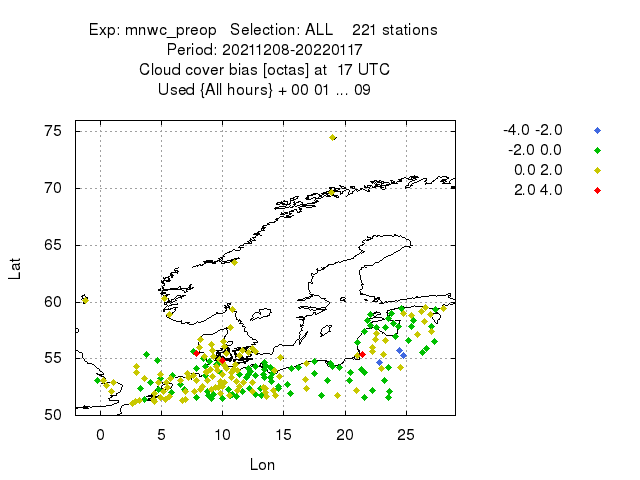 Exp: mnwc_preop Selection: ALL 221 stations
Period: 20211208-20220117
Cloud cover bias [octas] at 17 UTC
Used {All hours} + 00 01 ... 09
-4.0 -2.0
-2.0 0.0
0.0 2.0
2.0 4.0
75
70
65
60
55
50
Lat
0 5 10 15 20 25
Lon